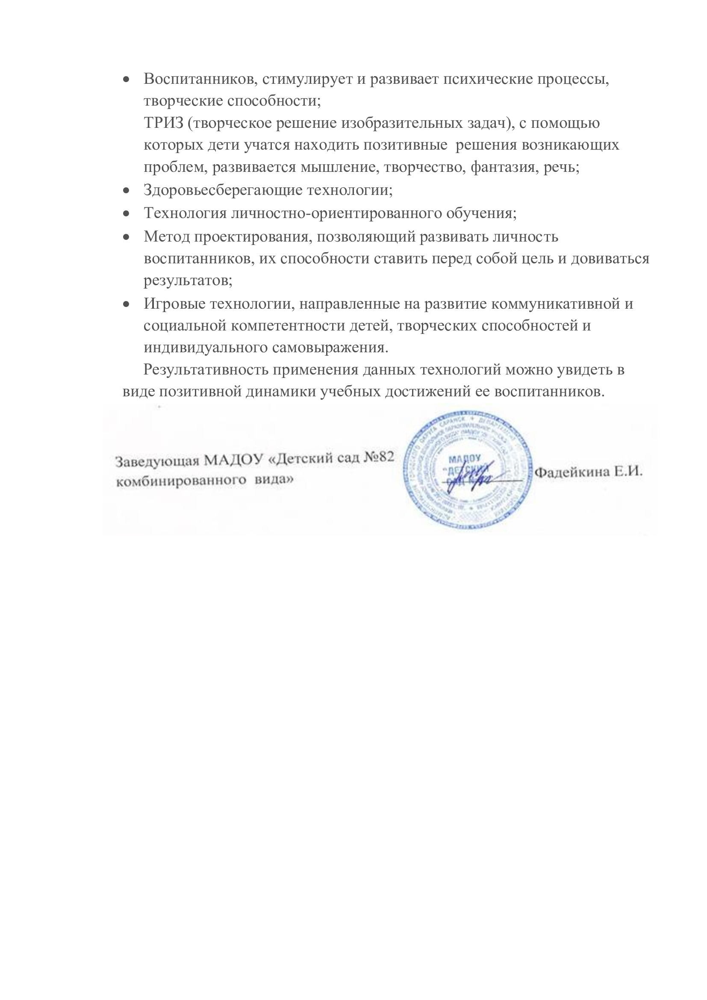 • Воспитанников, стимулирует и развивает психические процессы,
творческие способности;
ТРИЗ (творческое решение изобразительных задач), с помощью
которых дети учатся находить позитивные  решения возникающих
проблем, развивается мышление, творчество, фантазия, речь;
• Здоровьесберегающие технологии;
• Технология личностно-ориентированного обучения;
• Метод проектирования, позволяющий развивать личность
воспитанников, их способности ставить перед собой цель и довиваться
результатов;
• Игровые технологии, направленные на развитие коммуникативной и
социальной компетентности детей, творческих способностей и
индивидуального самовыражения.
Результативность применения данных технологий можно увидеть в
виде позитивной динамики учебных достижений ее воспитанников.
Заведующая МАДОУ «Детский сад №82
комбинированного  вида»
МАДОУ
"ДЕТСКИЙ
САД
ГОРОДСКОГО ОКРУГА САРАНСК
Фадейкина Е.И.